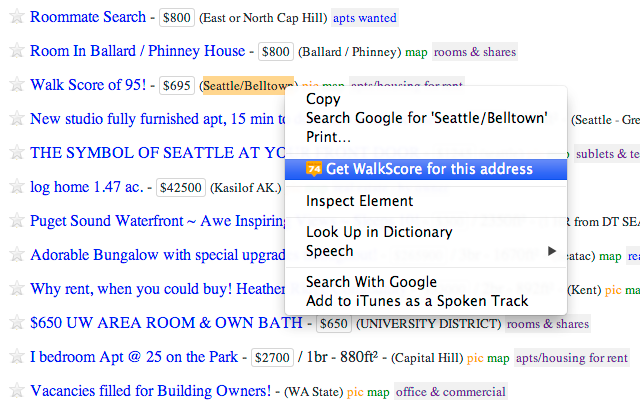 Roommate Search - $800 (East or North Cap Hill) apts wanted
Room In Ballard / Phinney House - $800 (Ballard / Phinney) map rooms & shares
Walk Score of 95! - $695 (Seattle/Belltown) pic map apts/housing for rent
New studio fully furnished apt, 15 min (Seattle - Gre
THE SYMBOL OF SEATTLE AT YO map sublets & te
log home 1.47 ac. - $42500 (Kasilof AK.)
Puget Sound Waterfront ~ Awe Inspiring R from DT SEA
Adorable Bungalow with special upgrad eatac) map rea
Why rent, when you could buy! Heather (Kent) pic ma
$650 UW AREA ROOM & OWN BATH - $650 (UNIVERSITY DISTRICT) rooms & shares
I bedroom Apt @ 25 on the Park - $2700 / 1br - 880ft² - (Capital Hill) pic map apts/housing for rent
Vacancies filled for Building Owners! - (WA State) pic map office & commercial
Copy
Search Google for 'Seattle/Belltown'
Print...
74 Get WalkScore for this address
Inspect Element
Look Up in Dictionary
Speech
Search With Google
Add to iTunes as a Spoken Track